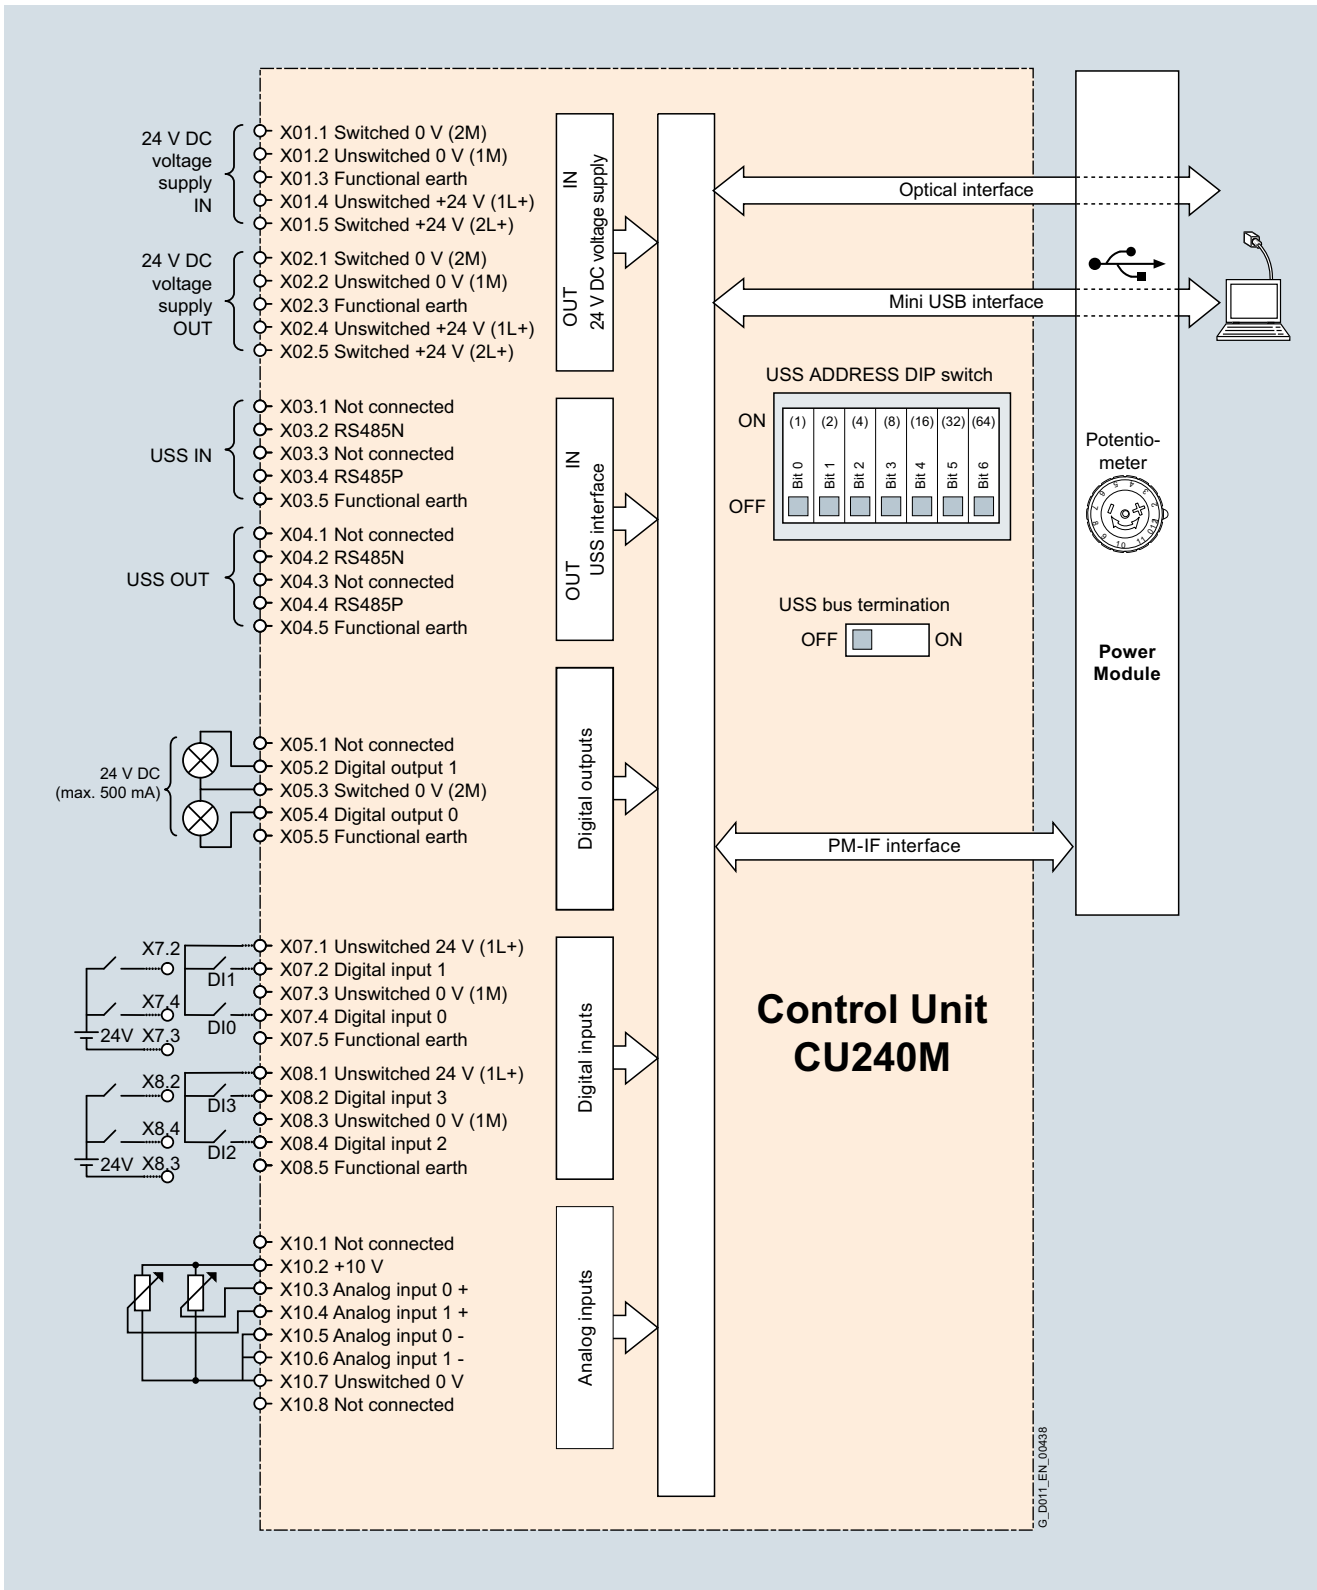 24 V DC
voltage
supply
IN
X01.1 Switched 0 V (2M)
X01.2 Unswitched 0 V (1M)
X01.3 Functional earth
X01.4 Unswitched +24 V (1L+)
X01.5 Switched +24 V (2L+)
24 V DC
voltage
supply
OUT
X02.1 Switched 0 V (2M)
X02.2 Unswitched 0 V (1M)
X02.3 Functional earth
X02.4 Unswitched +24 V (1L+)
X02.5 Switched +24 V (2L+)
OUT IN
24 V DC voltage supply
USS IN
X03.1 Not connected
X03.2 RS485N
X03.3 Not connected
X03.4 RS485P
X03.5 Functional earth
USS OUT
X04.1 Not connected
X04.2 RS485N
X04.3 Not connected
X04.4 RS485P
X04.5 Functional earth
OUT IN
USS interface
24 V DC
(max. 500 mA)
X05.1 Not connected
X05.2 Digital output 1
X05.3 Switched 0 V (2M)
X05.4 Digital output 0
X05.5 Functional earth
Digital outputs
X7.2
X7.4
24V X7.3
DI1
DI0
X07.1 Unswitched 24 V (1L+)
X07.2 Digital input 1
X07.3 Unswitched 0 V (1M)
X07.4 Digital input 0
X07.5 Functional earth
X8.2
X8.4
24V X8.3
DI3
DI2
X08.1 Unswitched 24 V (1L+)
X08.2 Digital input 3
X08.3 Unswitched 0 V (1M)
X08.4 Digital input 2
X08.5 Functional earth
Digital inputs
X10.1 Not connected
X10.2 +10 V
X10.3 Analog input 0 +
X10.4 Analog input 1 +
X10.5 Analog input 0 -
X10.6 Analog input 1 -
X10.7 Unswitched 0 V
X10.8 Not connected
Analog inputs
Optical interface
Mini USB interface
USS ADDRESS DIP switch
ON
(1) (2) (4) (8) (16) (32) (64)
Bit 0 Bit 1 Bit 2 Bit 3 Bit 4 Bit 5 Bit 6
OFF
USS bus termination
OFF ON
PM-IF interface
Control Unit
CU240M
Potentio-
meter
2 3 4 5 6 7 8 9 10 11
Power
Module
G_D011_EN_00438